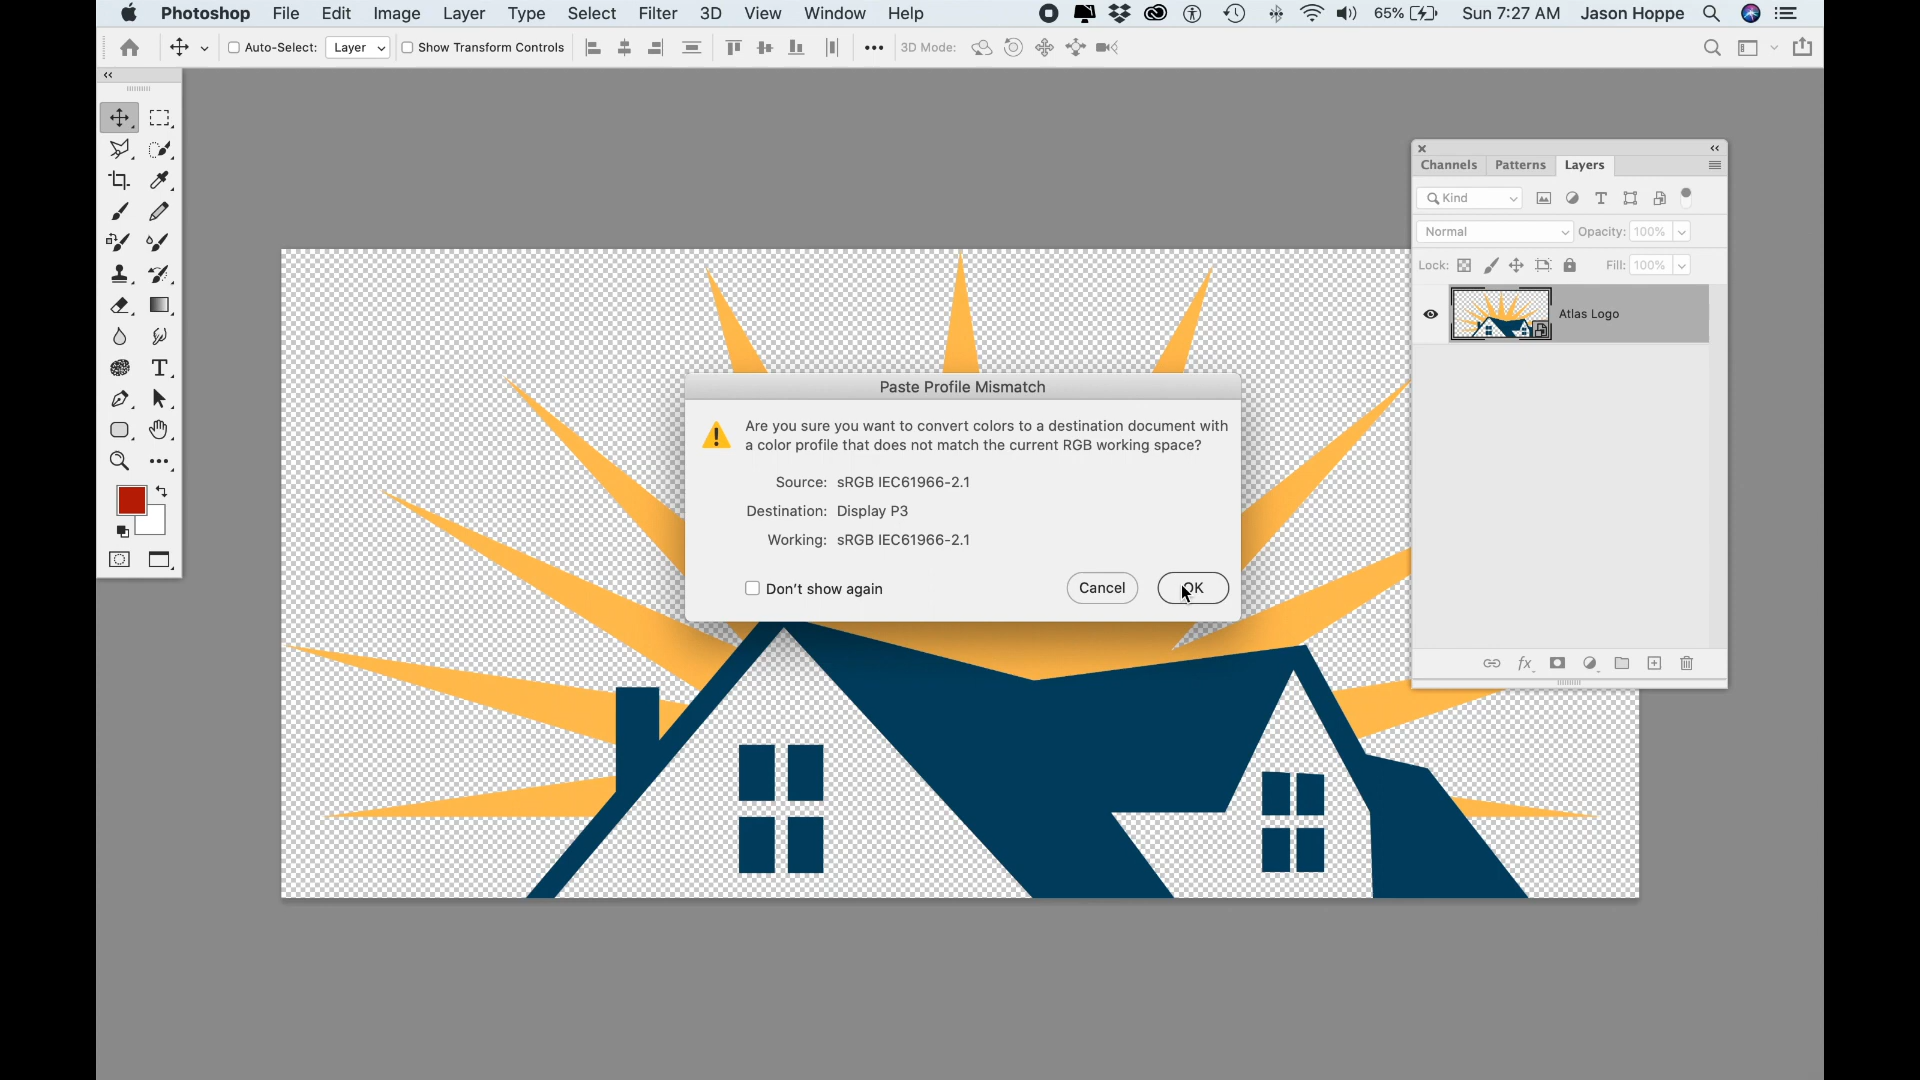 Photoshop File Edit Image Layer Type Select Filter 3D View Window Help 65% Sun 7:27 AM Jason Hoppe
Auto-Select: Layer Show Transform Controls 3D Mode:
Channels Patterns Layers
Kind
Normal Opacity: 100%
Lock: Fill: 100%
Atlas Logo
Paste Profile Mismatch
Are you sure you want to convert colors to a destination document with
a color profile that does not match the current RGB working space?
Source: sRGB IEC61966-2.1
Destination: Display P3
Working: sRGB IEC61966-2.1
Don't show again Cancel OK